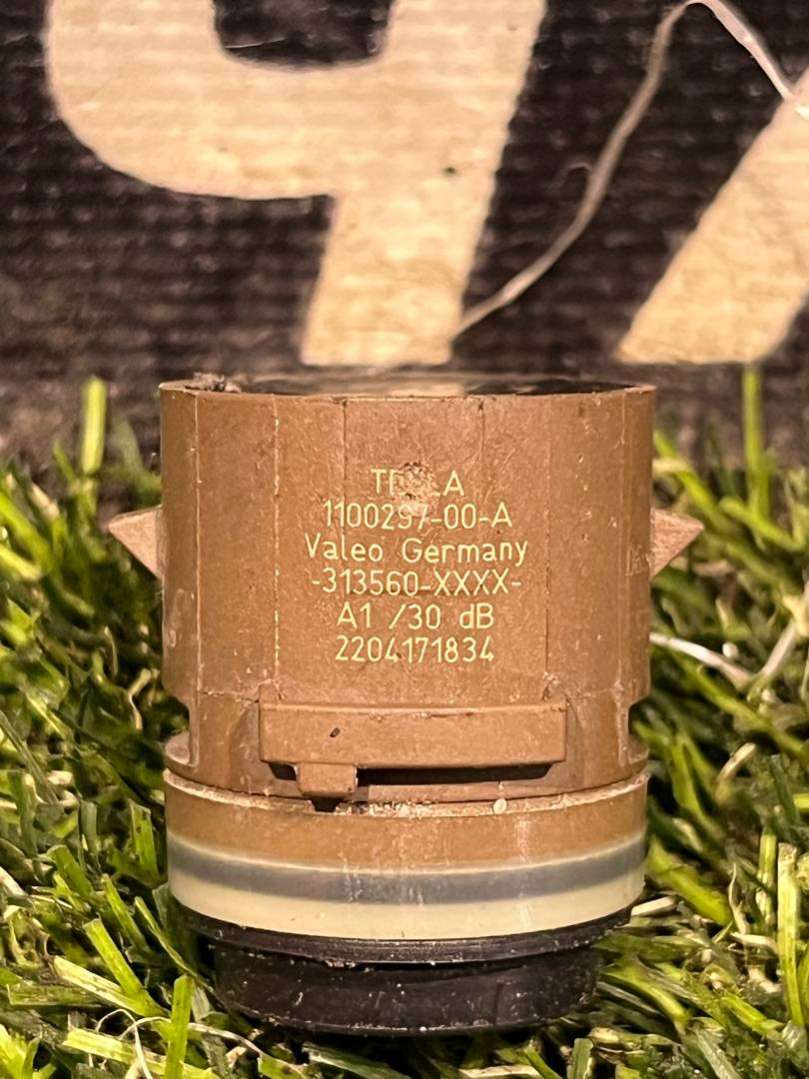 1100297-00-A
Valeo Germany
-313560-XXXX-
A1 /30 dB
2204171834